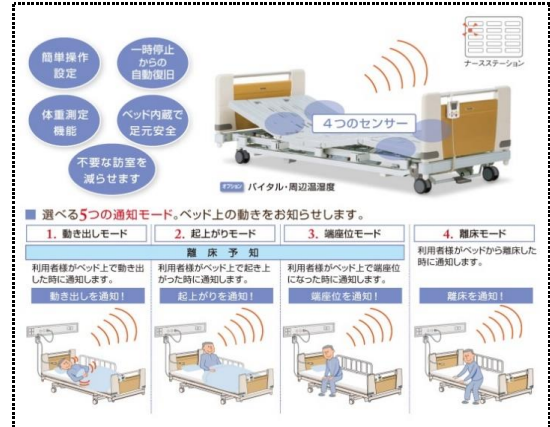 簡単操作
設定
一時停止
からの
自動復旧
ナースステーション
体重測定
機能
ベッド内蔵で
足元安全
4つのセンサー
不要な訪室を
減らせます
オプション バイタル・周辺温湿度
■ 選べる5つの通知モード。ベッド上の動きをお知らせします。
1. 動き出しモード
2. 起上がりモード
3. 端座位モード
4. 離床モード
離床予知
利用者様がベッド上で動き出
した時に通知します。
利用者様がベッド上で起き上
がった時に通知します。
利用者様がベッド上で端座位
になった時に通知します。
利用者様がベッドから離床した
時に通知します。
動き出しを通知！
起上がりを通知！
端座位を通知！
離床を通知！